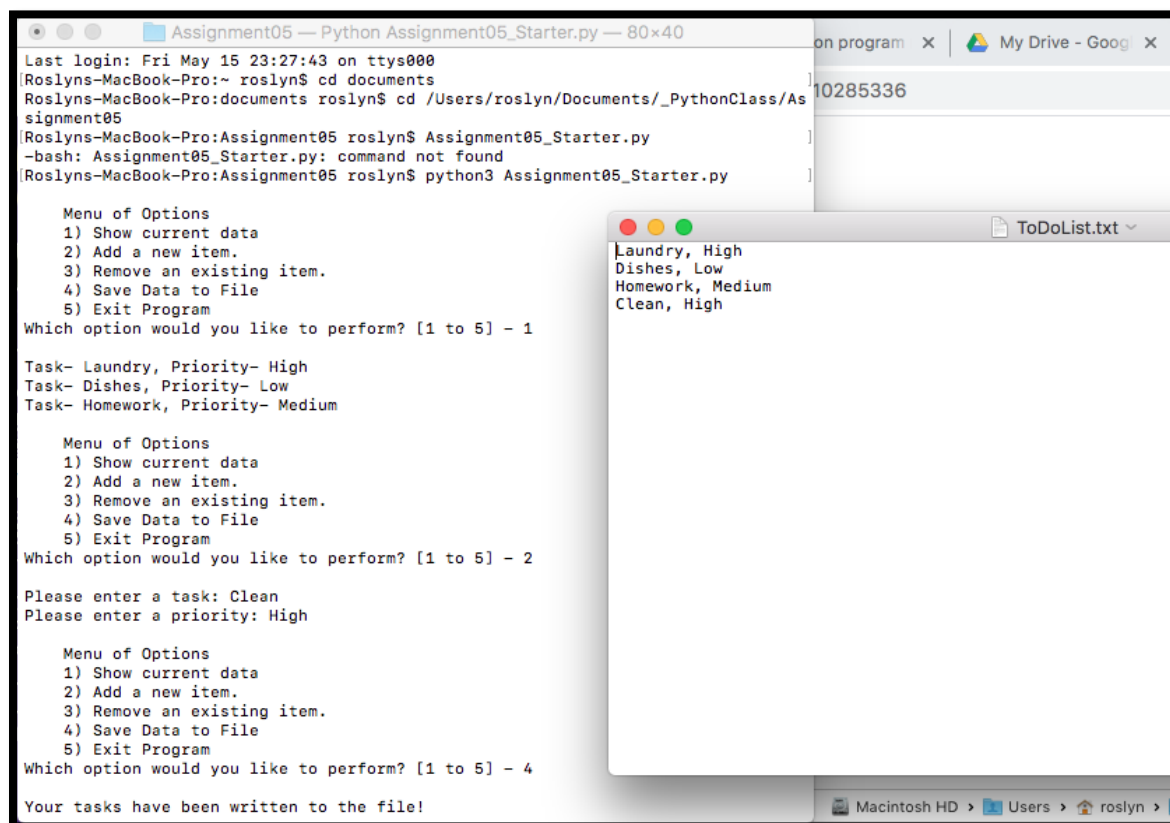 Assignment05 — Python Assignment05_Starter.py — 80×40
Last login: Fri May 15 23:27:43 on ttys000
[Roslyns-MacBook-Pro:~ roslyn$ cd documents ]
Roslyns-MacBook-Pro:documents roslyn$ cd /Users/roslyn/Documents/_PythonClass/As
signment05
[Roslyns-MacBook-Pro:Assignment05 roslyn$ Assignment05_Starter.py ]
-bash: Assignment05_Starter.py: command not found
[Roslyns-MacBook-Pro:Assignment05 roslyn$ python3 Assignment05_Starter.py ]
Menu of Options
1) Show current data
2) Add a new item.
3) Remove an existing item.
4) Save Data to File
5) Exit Program
Which option would you like to perform? [1 to 5] - 1
Task- Laundry, Priority- High
Task- Dishes, Priority- Low
Task- Homework, Priority- Medium
Menu of Options
1) Show current data
2) Add a new item.
3) Remove an existing item.
4) Save Data to File
5) Exit Program
Which option would you like to perform? [1 to 5] - 2
Please enter a task: Clean
Please enter a priority: High
Menu of Options
1) Show current data
2) Add a new item.
3) Remove an existing item.
4) Save Data to File
5) Exit Program
Which option would you like to perform? [1 to 5] - 4
Your tasks have been written to the file!
on program × My Drive - Goog ×
10285336
ToDoList.txt
Laundry, High
Dishes, Low
Homework, Medium
Clean, High
Macintosh HD › Users › roslyn ›